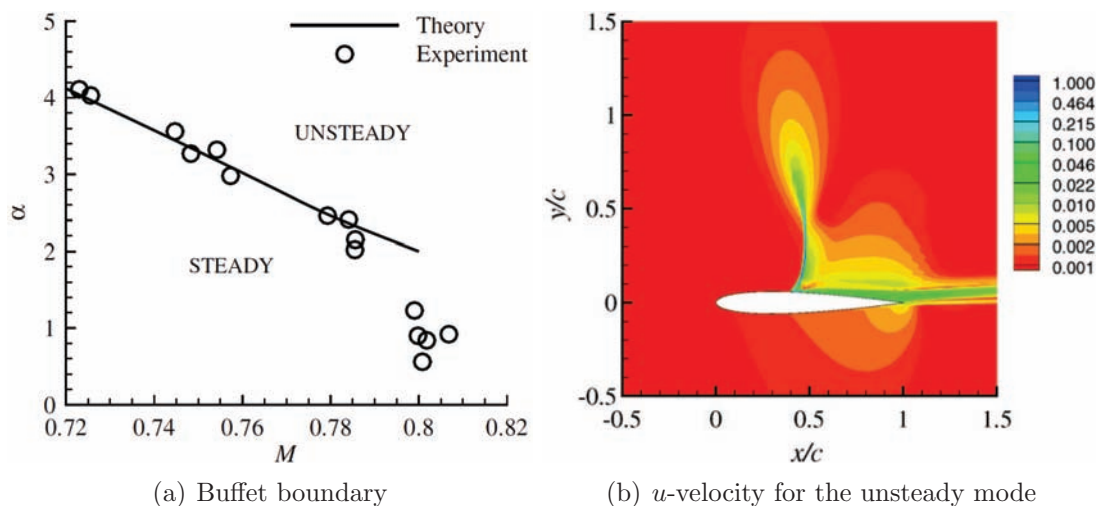 5
4
3
2
1
0
α
Theory
Experiment
UNSTEADY
STEADY
0.72 0.74 0.76 0.78 0.8 0.82
M
(a) Buffet boundary
1.5
1
0.5
0
-0.5
y/c
-0.5 0 0.5 1 1.5
x/c
1.000
0.464
0.215
0.100
0.046
0.022
0.010
0.005
0.002
0.001
(b) u-velocity for the unsteady mode